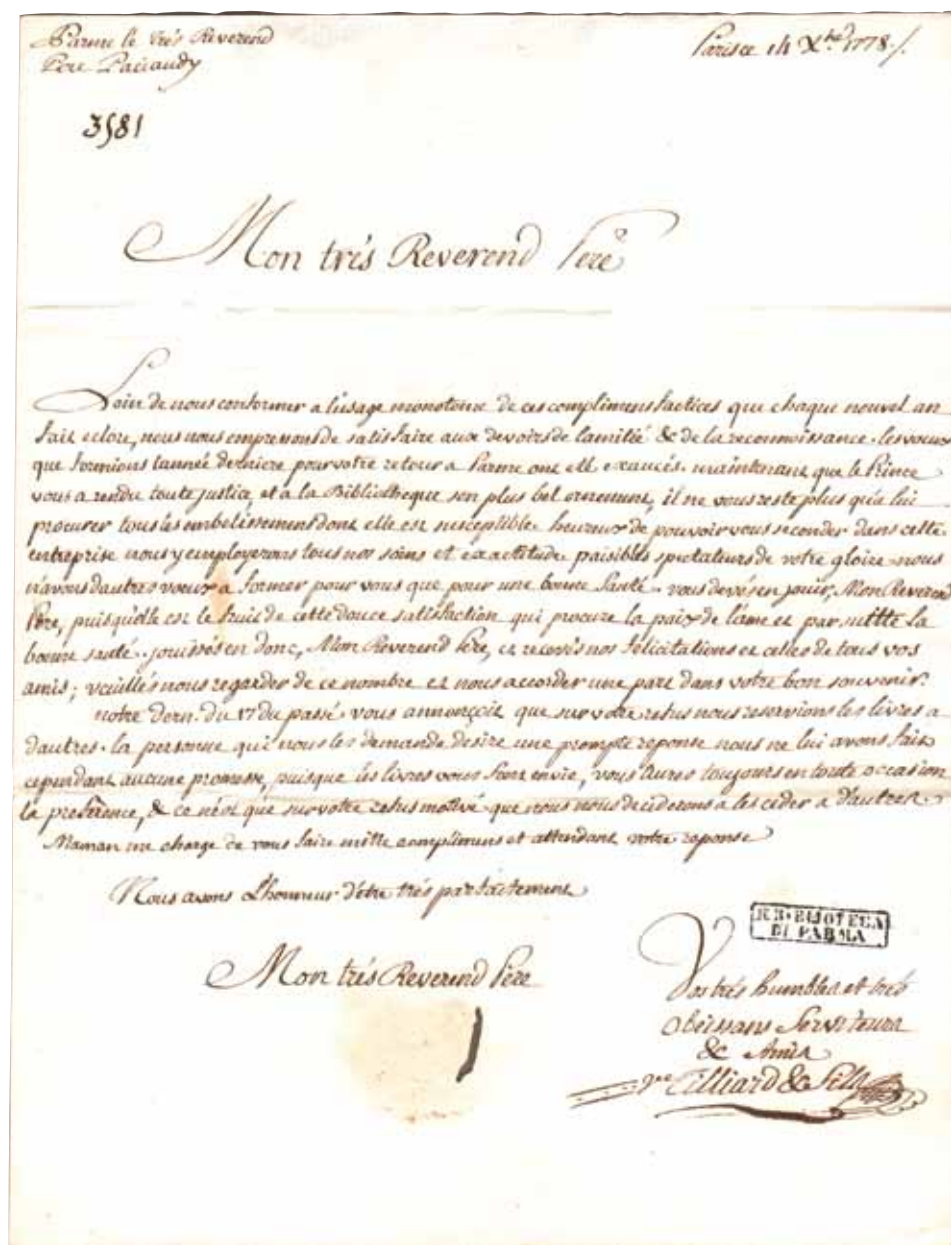 Parme le très Reverend
Pere Paciaudy
Paris ce 14 Xbre 1778./.
3581
Mon très Reverend Pere
Loin de nous conformer a l'usage monotone de ces complimens factices que chaque nouvel an
fait eclore, nous nous emprenons de satisfaire aux devoirs de l'amitié & de la reconnoissance. les voeux
que formions l'année derniere pour votre retour a Parme ont été exaucés. maintenant que le Prince
vous a rendu toute justice, et a la Bibliotheque son plus bel ornement, il ne vous reste plus qu'a lui
procurer tous les embelissemens dont elle est susceptible. heureux de pouvoir vous seconder dans cette
entreprise nous y employerons tous nos soins et exactitude. paisibles spectateurs de votre gloire nous
n'avons d'autres voeux a former pour vous que pour une bonne Santé. vous devés en jouir, Mon Reverend
Pere, puisqu'elle est le fruit de cette douce satisfaction qui procure la paix de l'ame et par suitte la
bonne santé. jouissés en donc, Mon Reverend Pere, et recevés nos félicitations et celles de tous vos
amis; veuillés nous regarder de ce nombre et nous accorder une part dans votre bon souvenir.
notre dern. du 17 du passé vous annonçoit que sur votre refus nous reservions les livres a
d'autres. la personne qui nous les demande desire une prompte reponse nous ne lui avons fait
cependant aucune promesse, puisque les livres vous font envie, vous aures toujours en toute occasion
la preference, & ce n'est que sur votre refus motivé que nous nous deciderons a les ceder a d'autres.
Maman me charge de vous faire mille complimens et attendant votre reponse
Nous avons L'honneur d'etre très parfaitement
Mon très Reverend Pere
R. BIBLIOTECA
DI PARMA
Vos très humbles et très
Obeissans Serviteurs
& Amis
Ve Tilliard & Fils